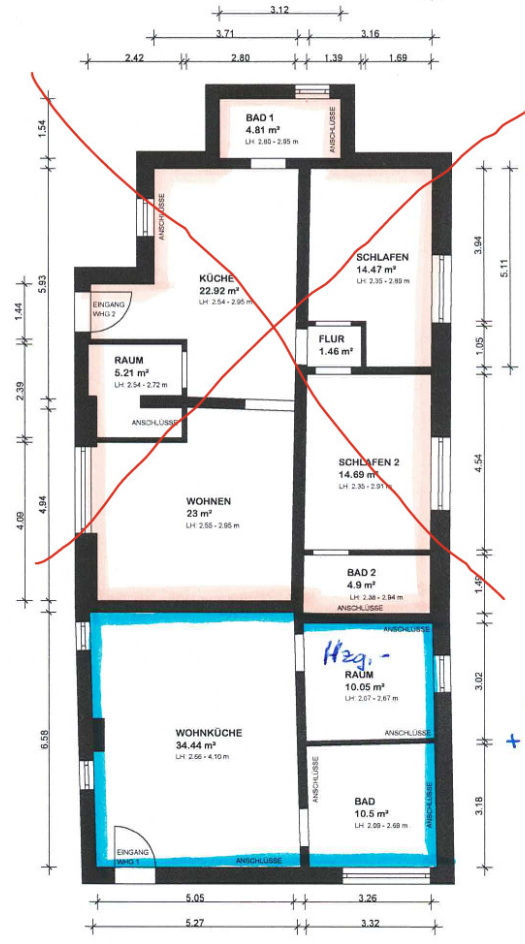 3.12
3.71
3.16
2.42
2.80
1.39
1.69
1.54
BAD 1
4.81 m²
LH: 2.60 - 2.95 m
ANSCHLÜSSE
ANSCHLÜSSE
5.93
3.94
5.11
SCHLAFEN
14.47 m²
LH: 2.35 - 2.89 m
KÜCHE
22.92 m²
LH: 2.54 - 2.95 m
EINGANG
WHG 2
1.44
FLUR
1.46 m²
1.05
RAUM
5.21 m²
LH: 2.54 - 2.72 m
2.39
ANSCHLÜSSE
SCHLAFEN 2
14.69 m²
LH: 2.35 - 2.91 m
4.54
WOHNEN
23 m²
LH: 2.55 - 2.95 m
4.09
4.94
BAD 2
4.9 m²
LH: 2.38 - 2.94 m
ANSCHLÜSSE
1.49
ANSCHLÜSSE
Hzg.-
RAUM
10.05 m²
LH: 2.07 - 2.67 m
ANSCHLÜSSE
3.02
WOHNKÜCHE
34.44 m²
LH: 2.66 - 4.10 m
6.58
+
ANSCHLÜSSE
ANSCHLÜSSE
BAD
10.5 m²
LH: 2.09 - 2.69 m
3.18
EINGANG
WHG 1
ANSCHLÜSSE
5.05
3.26
5.27
3.32